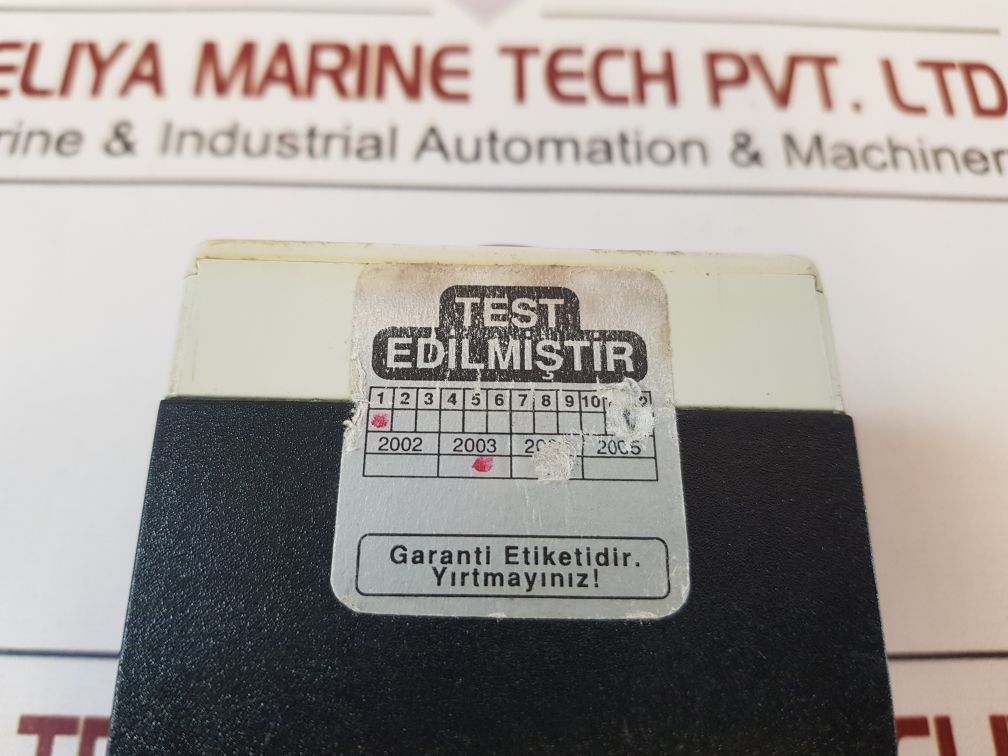 ELIYA MARINE TECH PVT. LTD
rine & Industrial Automation & Machiner
TEST
EDİLMİŞTİR
1 2 3 4 5 6 7 8 9 10
2002 2003 2005
Garanti Etiketidir.
Yırtmayınız!